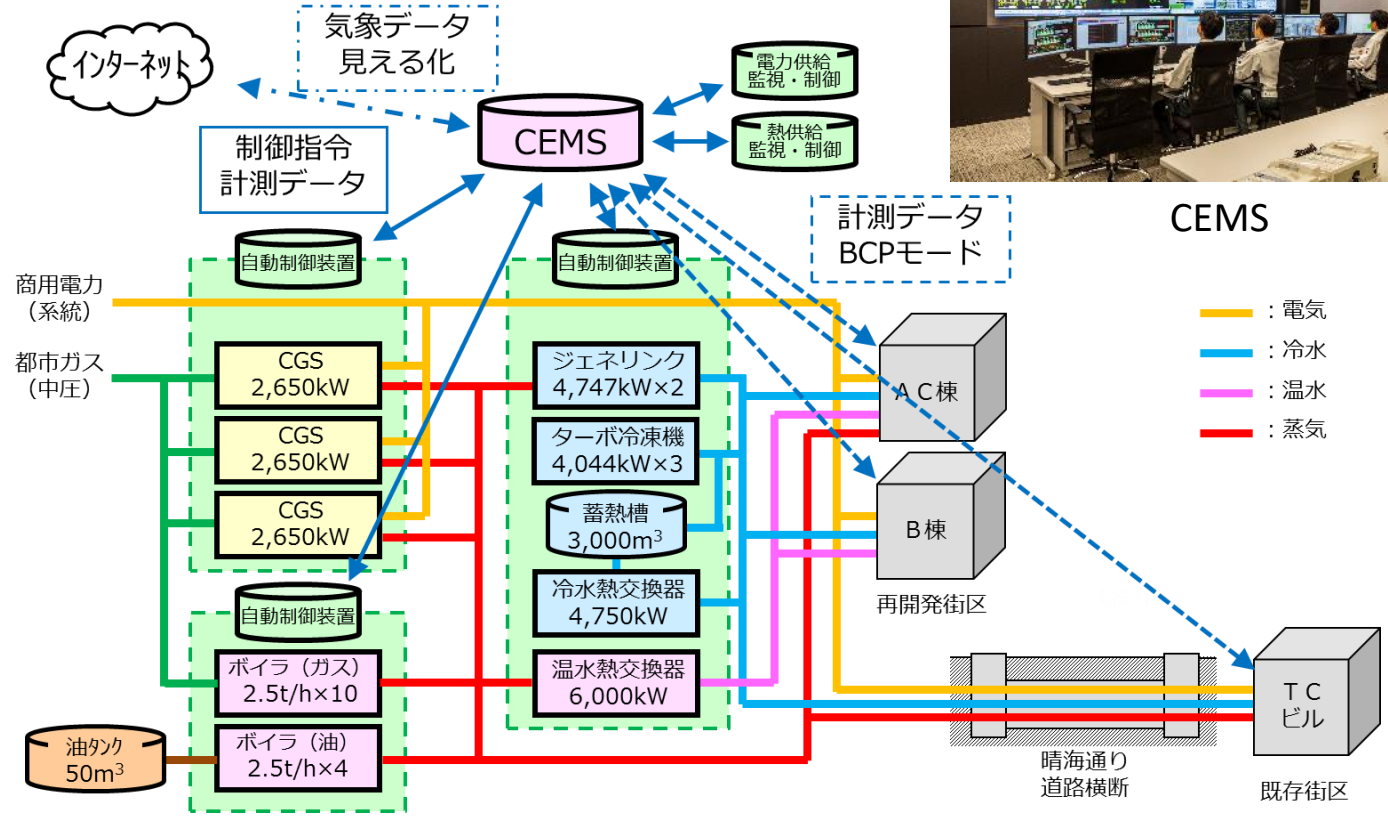 気象データ
見える化
インターネット
電力供給
監視・制御
CEMS
熱供給
監視・制御
制御指令
計測データ
計測データ
BCPモード
CEMS
自動制御装置
自動制御装置
商用電力
（系統）
：電気
都市ガス
（中圧）
CGS
2,650kW
ジェネリンク
4,747kW×2
：冷水
ＡＣ棟
：温水
CGS
2,650kW
ターボ冷凍機
4,044kW×3
：蒸気
CGS
2,650kW
蓄熱槽
3,000m³
Ｂ棟
自動制御装置
冷水熱交換器
4,750kW
再開発街区
ボイラ（ガス）
2.5t/h×10
温水熱交換器
6,000kW
ＴＣ
ビル
油タンク
50m³
ボイラ（油）
2.5t/h×4
晴海通り
道路横断
既存街区